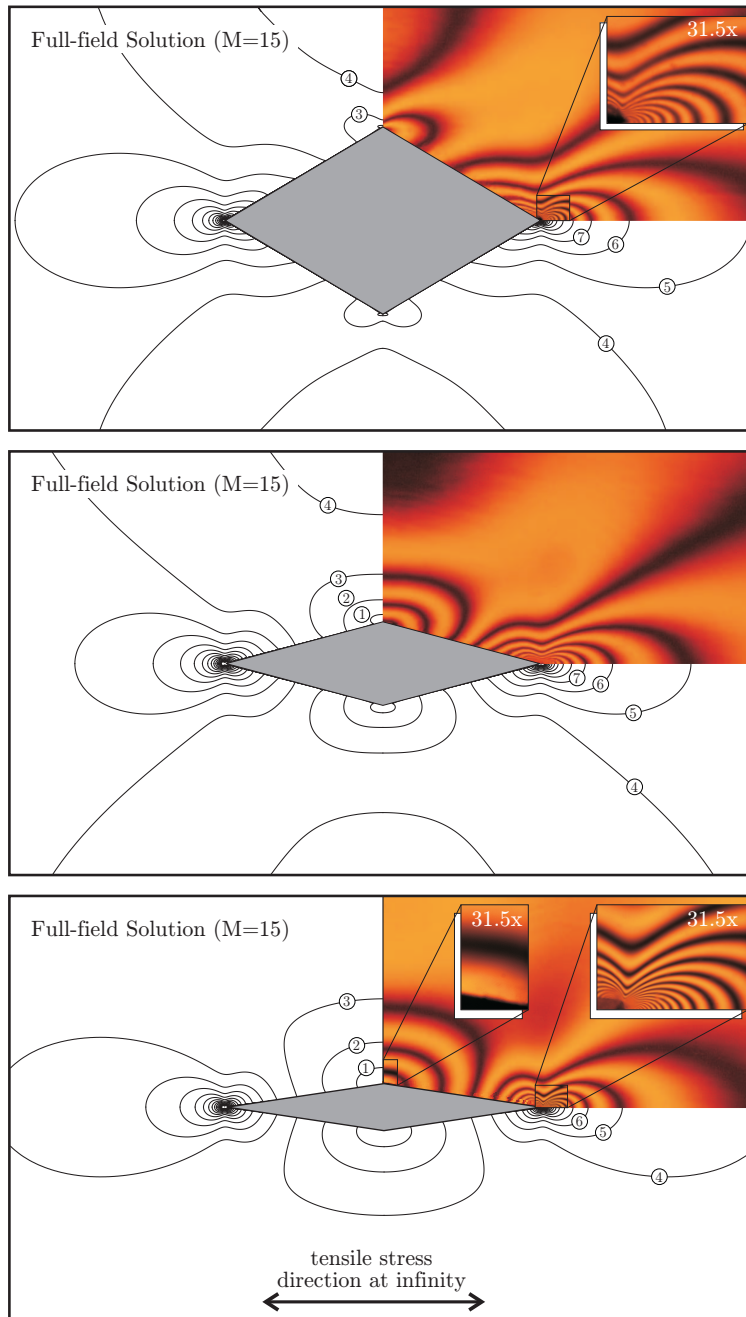 Full-field Solution (M=15)
31.5x
4
3
7
6
5
4
Full-field Solution (M=15)
4
3
2
1
7
6
5
4
Full-field Solution (M=15)
31.5x
31.5x
3
2
1
6
5
4
tensile stress
direction at infinity